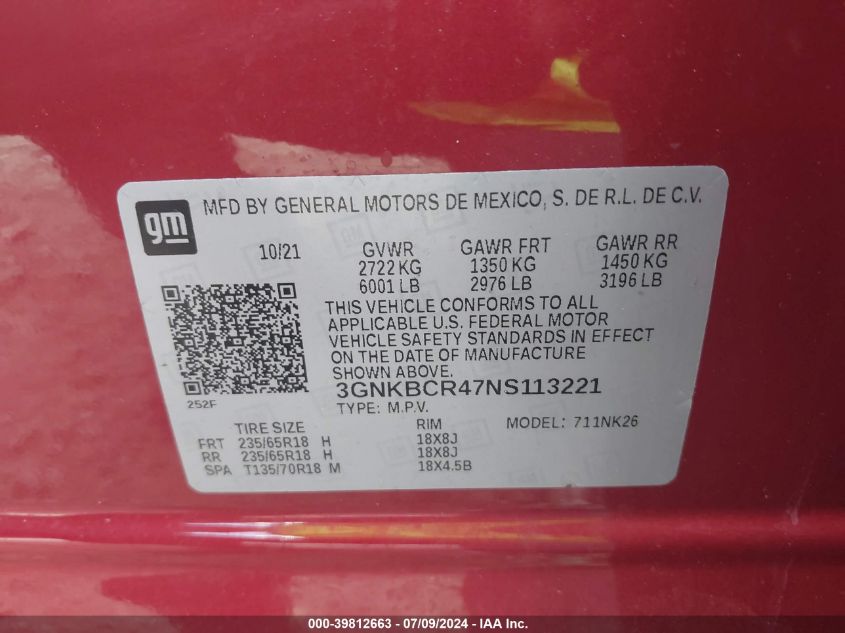 gm MFD BY GENERAL MOTORS DE MEXICO, S. DE R.L. DE C.V.
10/21 GVWR GAWR FRT GAWR RR
2722 KG 1350 KG 1450 KG
6001 LB 2976 LB 3196 LB
THIS VEHICLE CONFORMS TO ALL
APPLICABLE U.S. FEDERAL MOTOR
VEHICLE SAFETY STANDARDS IN EFFECT
ON THE DATE OF MANUFACTURE
SHOWN ABOVE.
252F
3GNKBCR47NS113221
TYPE: M.P.V. MODEL: 711NK26
TIRE SIZE RIM
FRT 235/65R18 H 18X8J
RR 235/65R18 H 18X8J
SPA T135/70R18 M 18X4.5B
000-39812663 / 07/09/2024 - IAA Inc.